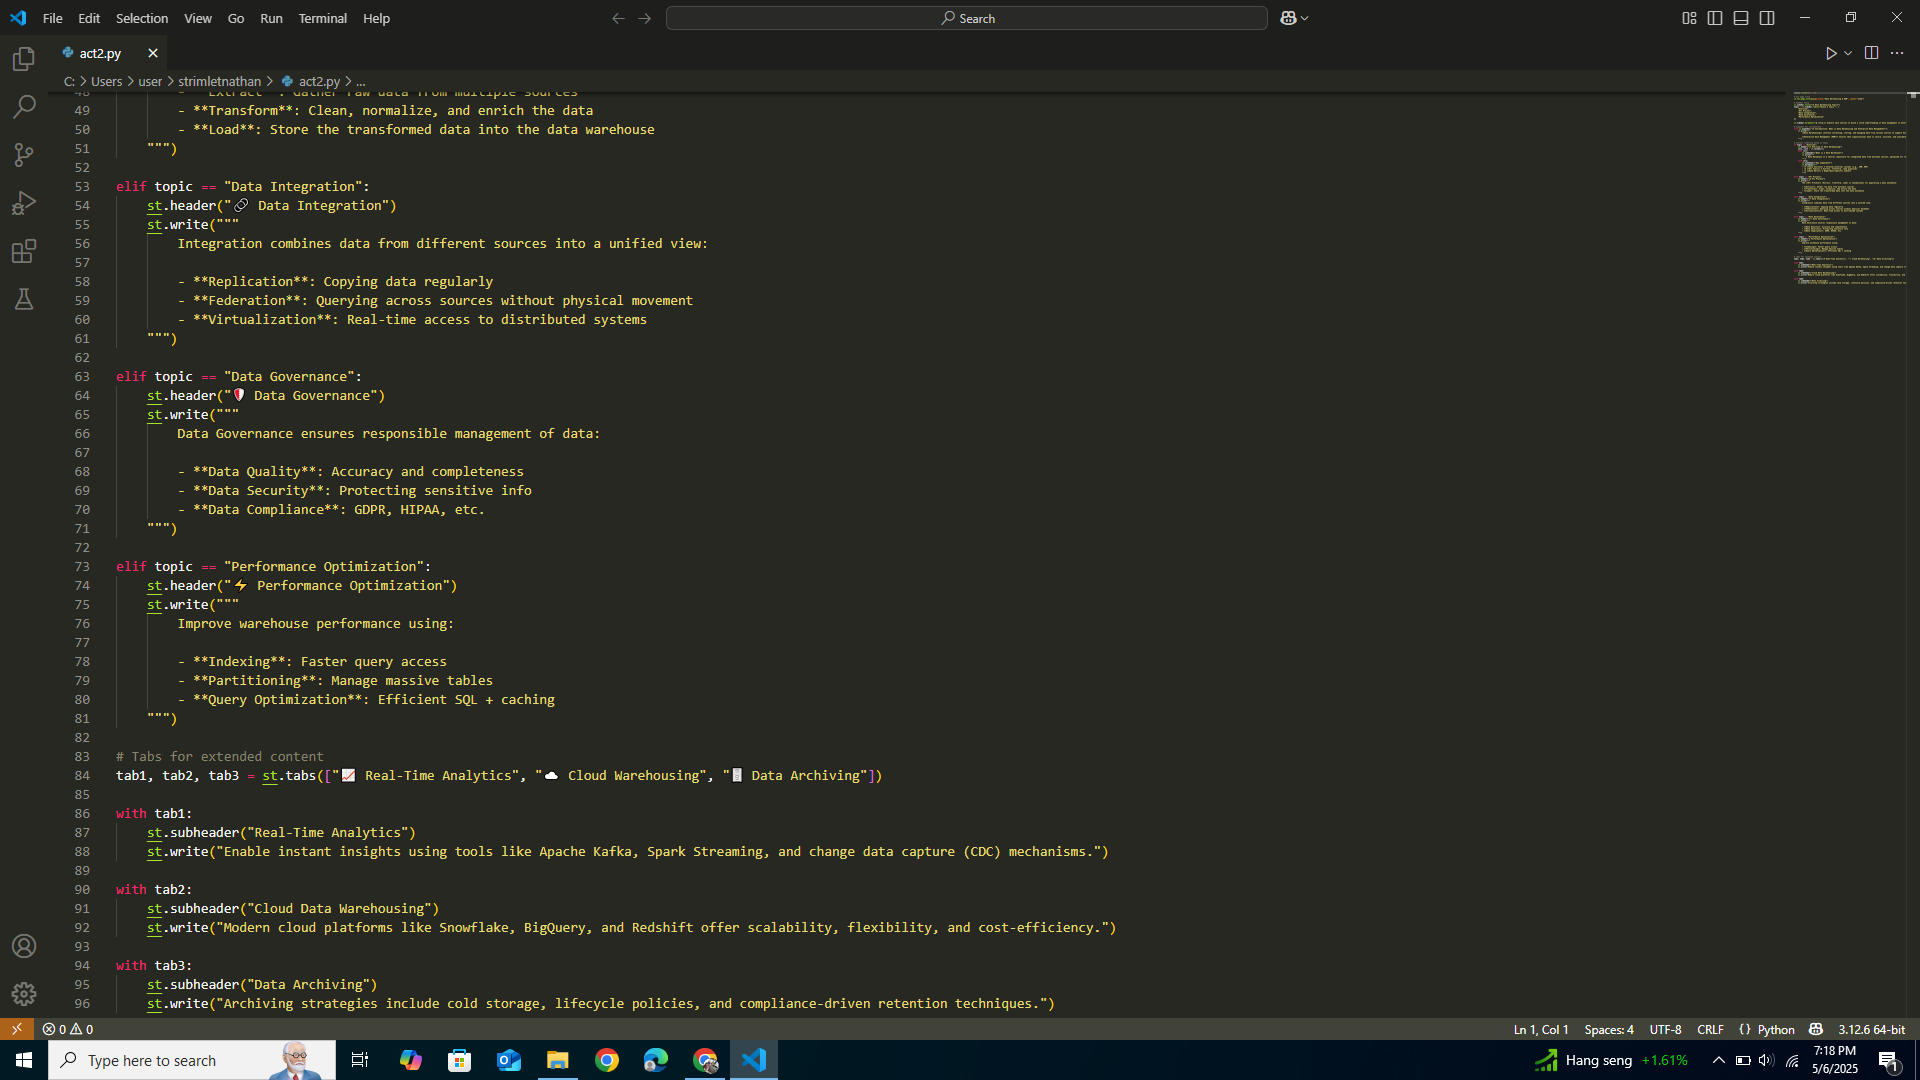 File Edit Selection View Go Run Terminal Help
Search
act2.py
C: > Users > user > strimletnathan > act2.py > ...
48 - **Extract**: Gather raw data from multiple sources
49 - **Transform**: Clean, normalize, and enrich the data
50 - **Load**: Store the transformed data into the data warehouse
51 """)
52
53 elif topic == "Data Integration":
54 st.header("🔗 Data Integration")
55 st.write("""
56 Integration combines data from different sources into a unified view:
57
58 - **Replication**: Copying data regularly
59 - **Federation**: Querying across sources without physical movement
60 - **Virtualization**: Real-time access to distributed systems
61 """)
62
63 elif topic == "Data Governance":
64 st.header("🛡️ Data Governance")
65 st.write("""
66 Data Governance ensures responsible management of data:
67
68 - **Data Quality**: Accuracy and completeness
69 - **Data Security**: Protecting sensitive info
70 - **Data Compliance**: GDPR, HIPAA, etc.
71 """)
72
73 elif topic == "Performance Optimization":
74 st.header("⚡ Performance Optimization")
75 st.write("""
76 Improve warehouse performance using:
77
78 - **Indexing**: Faster query access
79 - **Partitioning**: Manage massive tables
80 - **Query Optimization**: Efficient SQL + caching
81 """)
82
83 # Tabs for extended content
84 tab1, tab2, tab3 = st.tabs(["📈 Real-Time Analytics", "☁️ Cloud Warehousing", "🗄️ Data Archiving"])
85
86 with tab1:
87 st.subheader("Real-Time Analytics")
88 st.write("Enable instant insights using tools like Apache Kafka, Spark Streaming, and change data capture (CDC) mechanisms.")
89
90 with tab2:
91 st.subheader("Cloud Data Warehousing")
92 st.write("Modern cloud platforms like Snowflake, BigQuery, and Redshift offer scalability, flexibility, and cost-efficiency.")
93
94 with tab3:
95 st.subheader("Data Archiving")
96 st.write("Archiving strategies include cold storage, lifecycle policies, and compliance-driven retention techniques.")
0 0
Ln 1, Col 1 Spaces: 4 UTF-8 CRLF {} Python 3.12.6 64-bit
Type here to search
Hang seng +1.61%
7:18 PM
5/6/2025
1